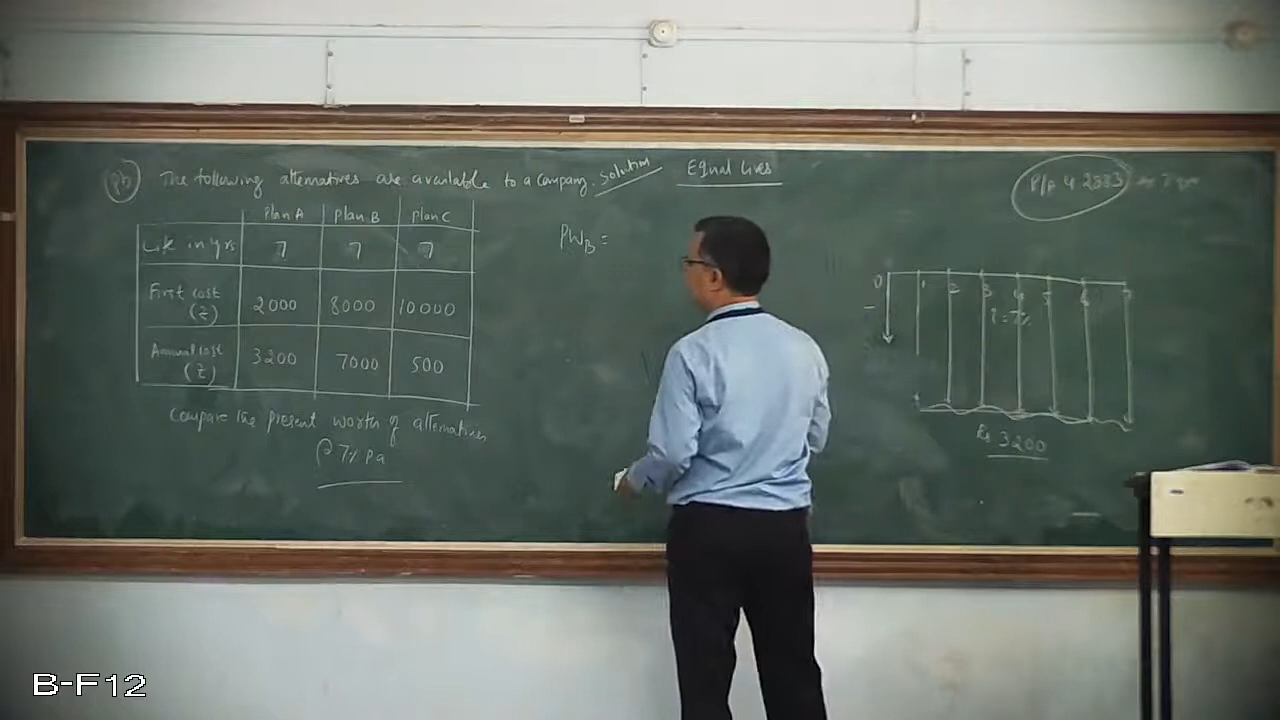 The following alternatives are available to a company. Solution
Equal lives
Plan A Plan B Plan C
Life in yrs 7 7 7
First cost (₹) 2000 8000 10000
Annual cost (₹) 3200 7000 500
Compare the present worth of alternatives
@ 7% pa
PW_B =
P/A
0 1 2 3 4 5 6 7
i = 7%
Rs 3200
B-F12